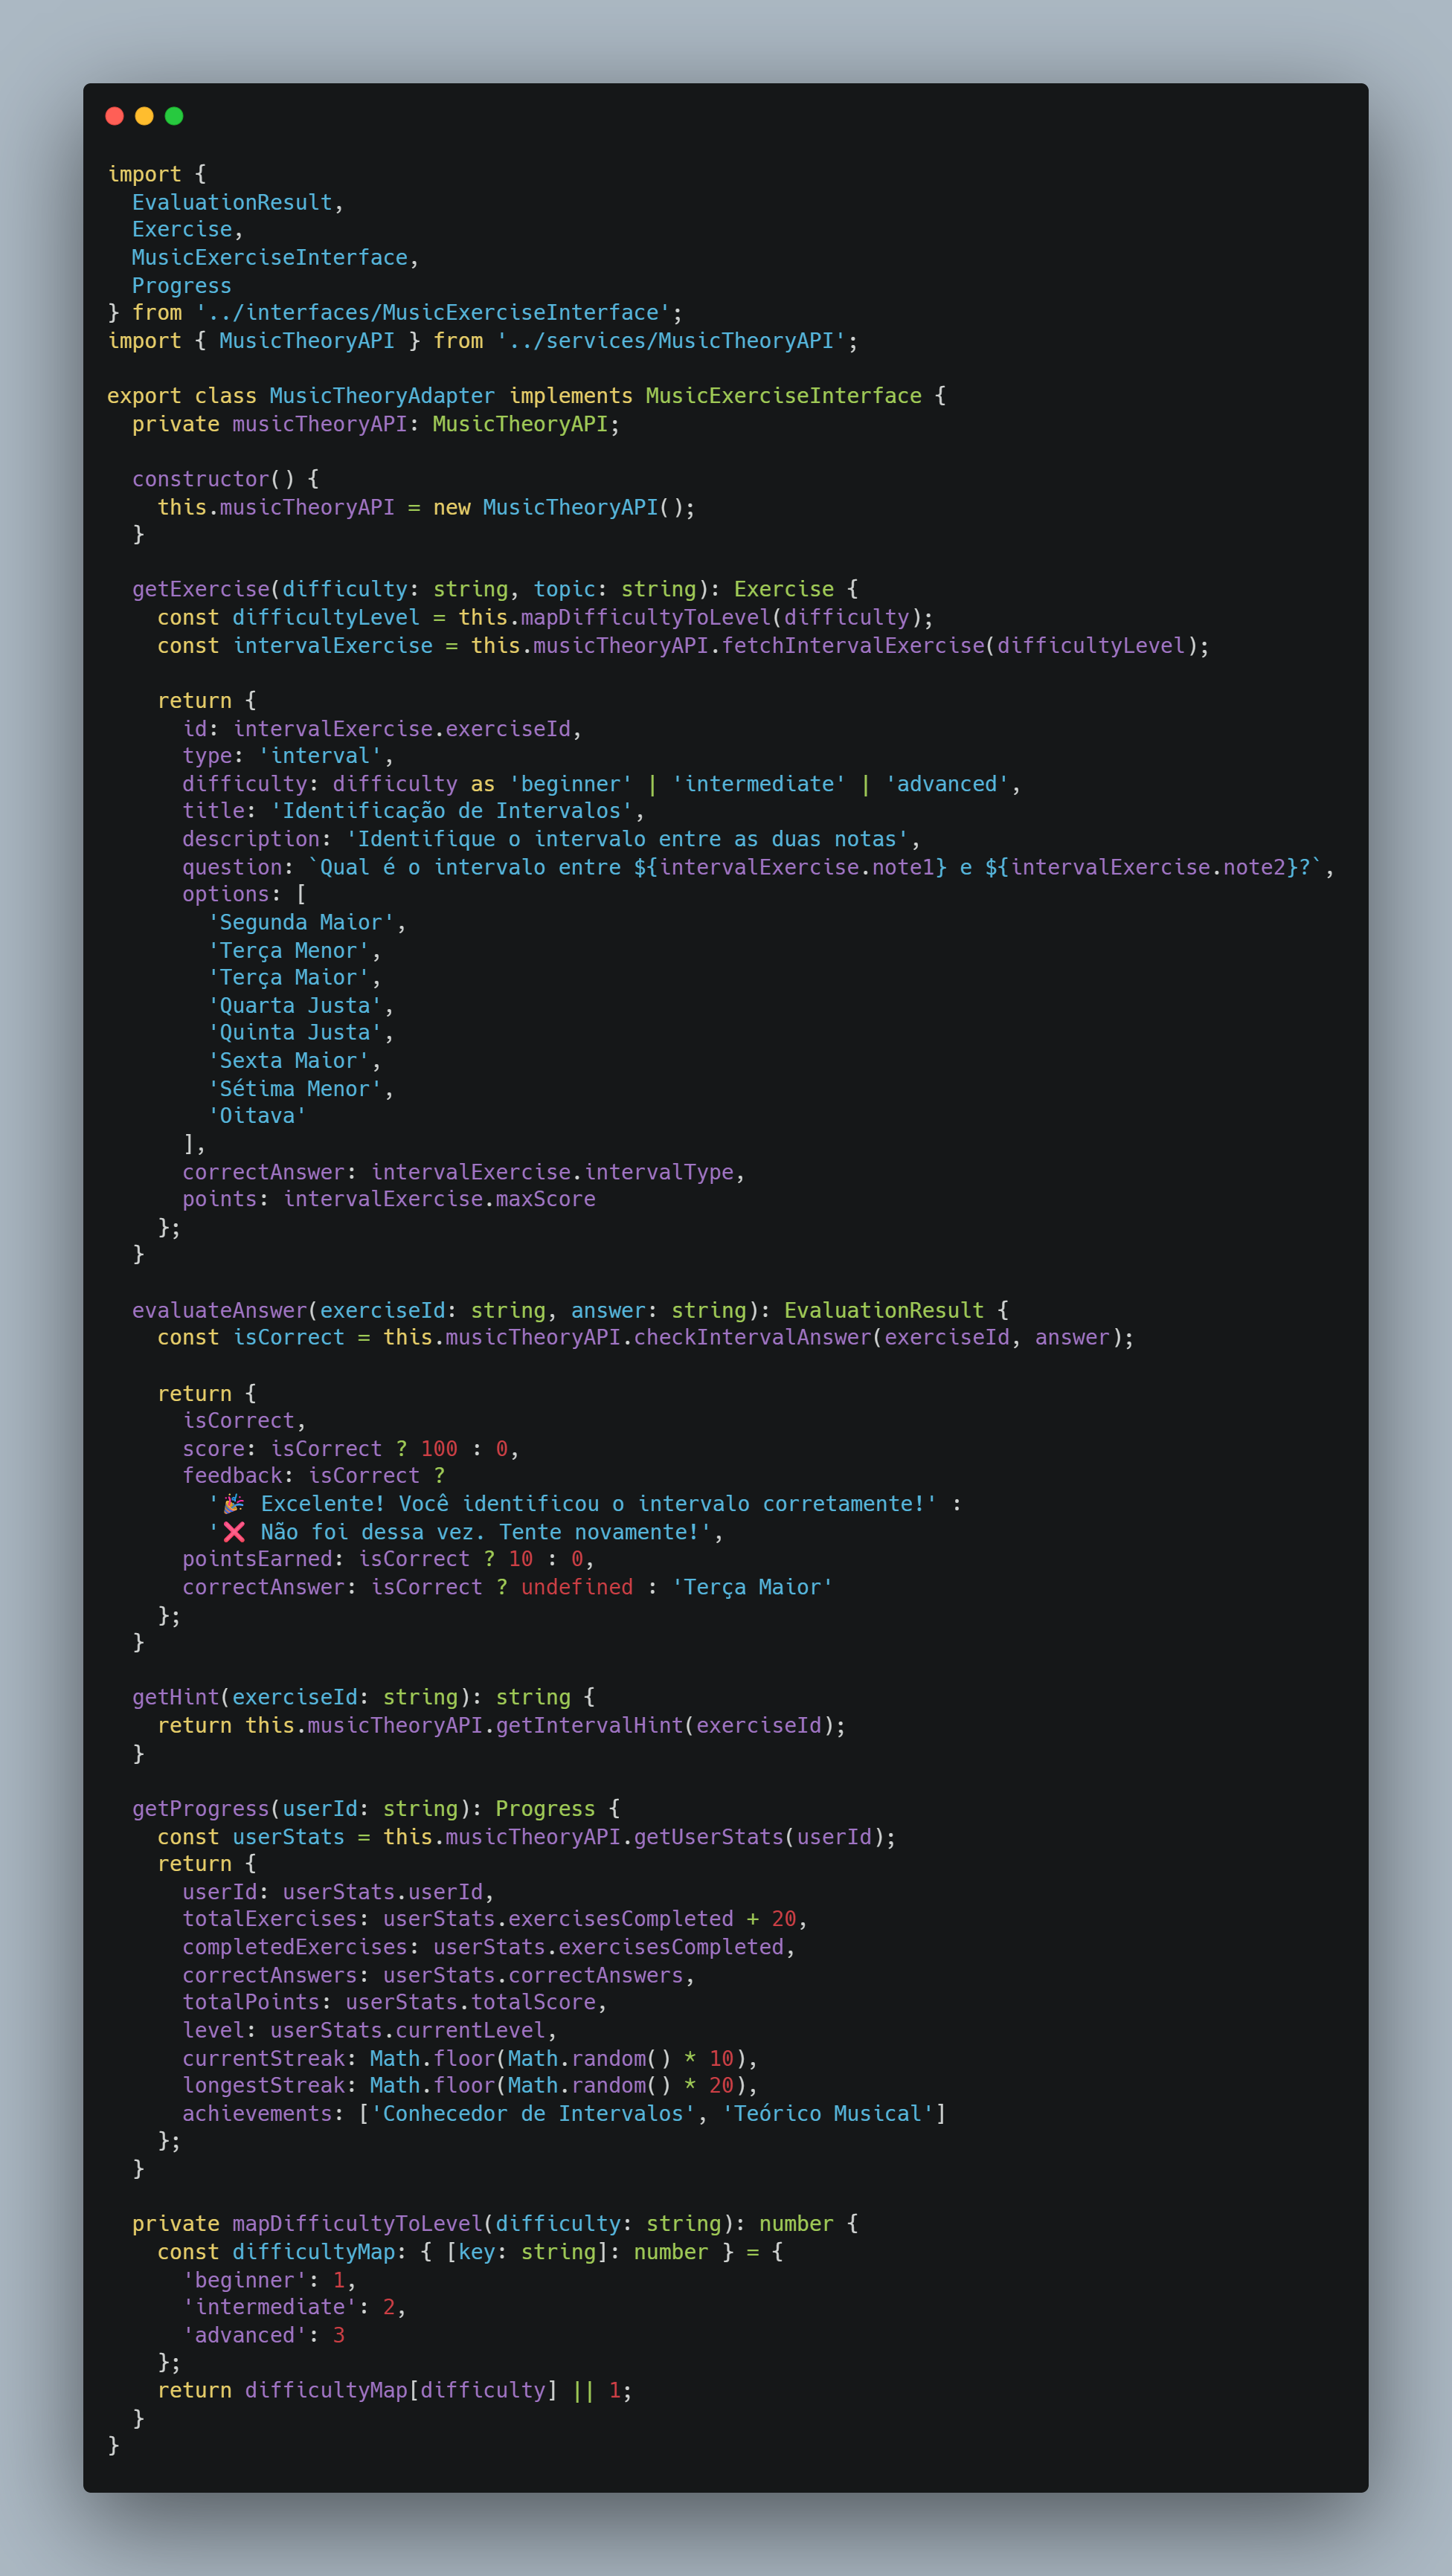 import {
  EvaluationResult,
  Exercise,
  MusicExerciseInterface,
  Progress
} from '../interfaces/MusicExerciseInterface';
import { MusicTheoryAPI } from '../services/MusicTheoryAPI';

export class MusicTheoryAdapter implements MusicExerciseInterface {
  private musicTheoryAPI: MusicTheoryAPI;

  constructor() {
    this.musicTheoryAPI = new MusicTheoryAPI();
  }

  getExercise(difficulty: string, topic: string): Exercise {
    const difficultyLevel = this.mapDifficultyToLevel(difficulty);
    const intervalExercise = this.musicTheoryAPI.fetchIntervalExercise(difficultyLevel);

    return {
      id: intervalExercise.exerciseId,
      type: 'interval',
      difficulty: difficulty as 'beginner' | 'intermediate' | 'advanced',
      title: 'Identificação de Intervalos',
      description: 'Identifique o intervalo entre as duas notas',
      question: `Qual é o intervalo entre ${intervalExercise.note1} e ${intervalExercise.note2}?`,
      options: [
        'Segunda Maior',
        'Terça Menor',
        'Terça Maior',
        'Quarta Justa',
        'Quinta Justa',
        'Sexta Maior',
        'Sétima Menor',
        'Oitava'
      ],
      correctAnswer: intervalExercise.intervalType,
      points: intervalExercise.maxScore
    };
  }

  evaluateAnswer(exerciseId: string, answer: string): EvaluationResult {
    const isCorrect = this.musicTheoryAPI.checkIntervalAnswer(exerciseId, answer);

    return {
      isCorrect,
      score: isCorrect ? 100 : 0,
      feedback: isCorrect ?
        '🎉 Excelente! Você identificou o intervalo corretamente!' :
        '❌ Não foi dessa vez. Tente novamente!',
      pointsEarned: isCorrect ? 10 : 0,
      correctAnswer: isCorrect ? undefined : 'Terça Maior'
    };
  }

  getHint(exerciseId: string): string {
    return this.musicTheoryAPI.getIntervalHint(exerciseId);
  }

  getProgress(userId: string): Progress {
    const userStats = this.musicTheoryAPI.getUserStats(userId);
    return {
      userId: userStats.userId,
      totalExercises: userStats.exercisesCompleted + 20,
      completedExercises: userStats.exercisesCompleted,
      correctAnswers: userStats.correctAnswers,
      totalPoints: userStats.totalScore,
      level: userStats.currentLevel,
      currentStreak: Math.floor(Math.random() * 10),
      longestStreak: Math.floor(Math.random() * 20),
      achievements: ['Conhecedor de Intervalos', 'Teórico Musical']
    };
  }

  private mapDifficultyToLevel(difficulty: string): number {
    const difficultyMap: { [key: string]: number } = {
      'beginner': 1,
      'intermediate': 2,
      'advanced': 3
    };
    return difficultyMap[difficulty] || 1;
  }
}